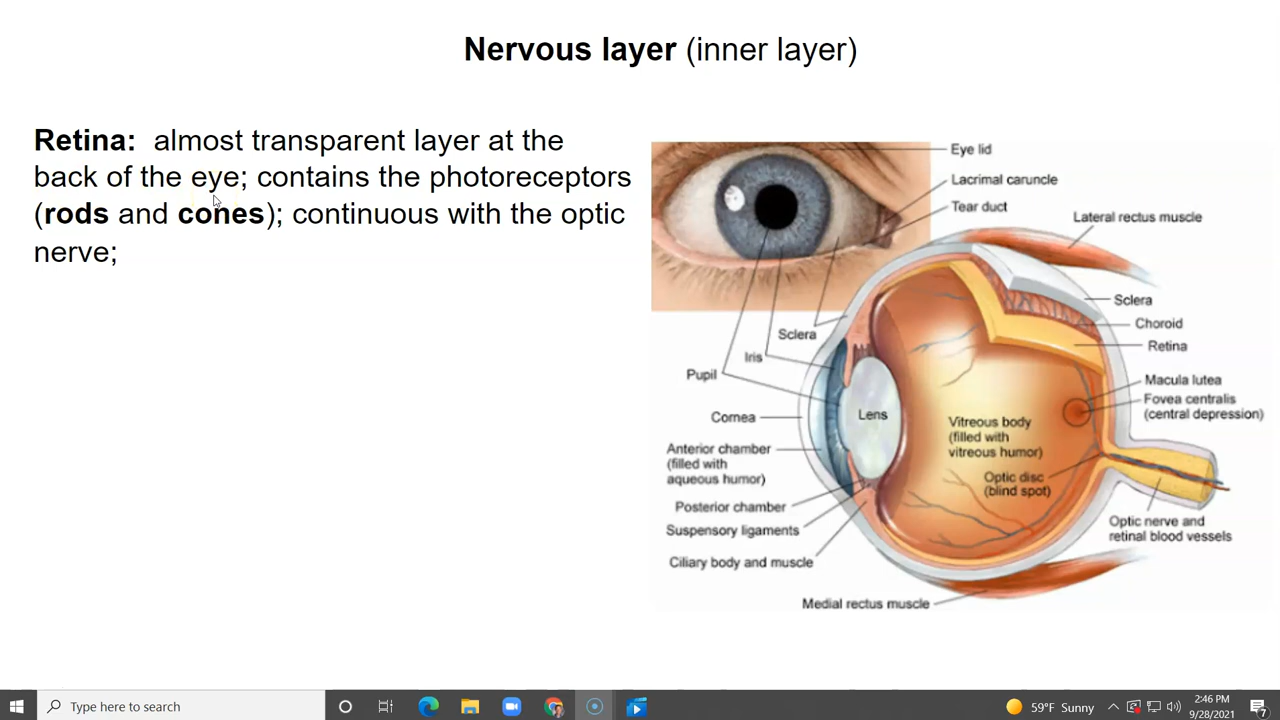 Nervous layer (inner layer)
Retina: almost transparent layer at the
back of the eye; contains the photoreceptors
(rods and cones); continuous with the optic
nerve;
Eye lid
Lacrimal caruncle
Tear duct
Lateral rectus muscle
Sclera
Choroid
Retina
Macula lutea
Fovea centralis
(central depression)
Sclera
Iris
Pupil
Cornea
Lens
Anterior chamber
(filled with
aqueous humor)
Vitreous body
(filled with
vitreous humor)
Optic disc
(blind spot)
Posterior chamber
Suspensory ligaments
Ciliary body and muscle
Optic nerve and
retinal blood vessels
Medial rectus muscle
Type here to search
59°F Sunny
2:46 PM
9/28/2021
7